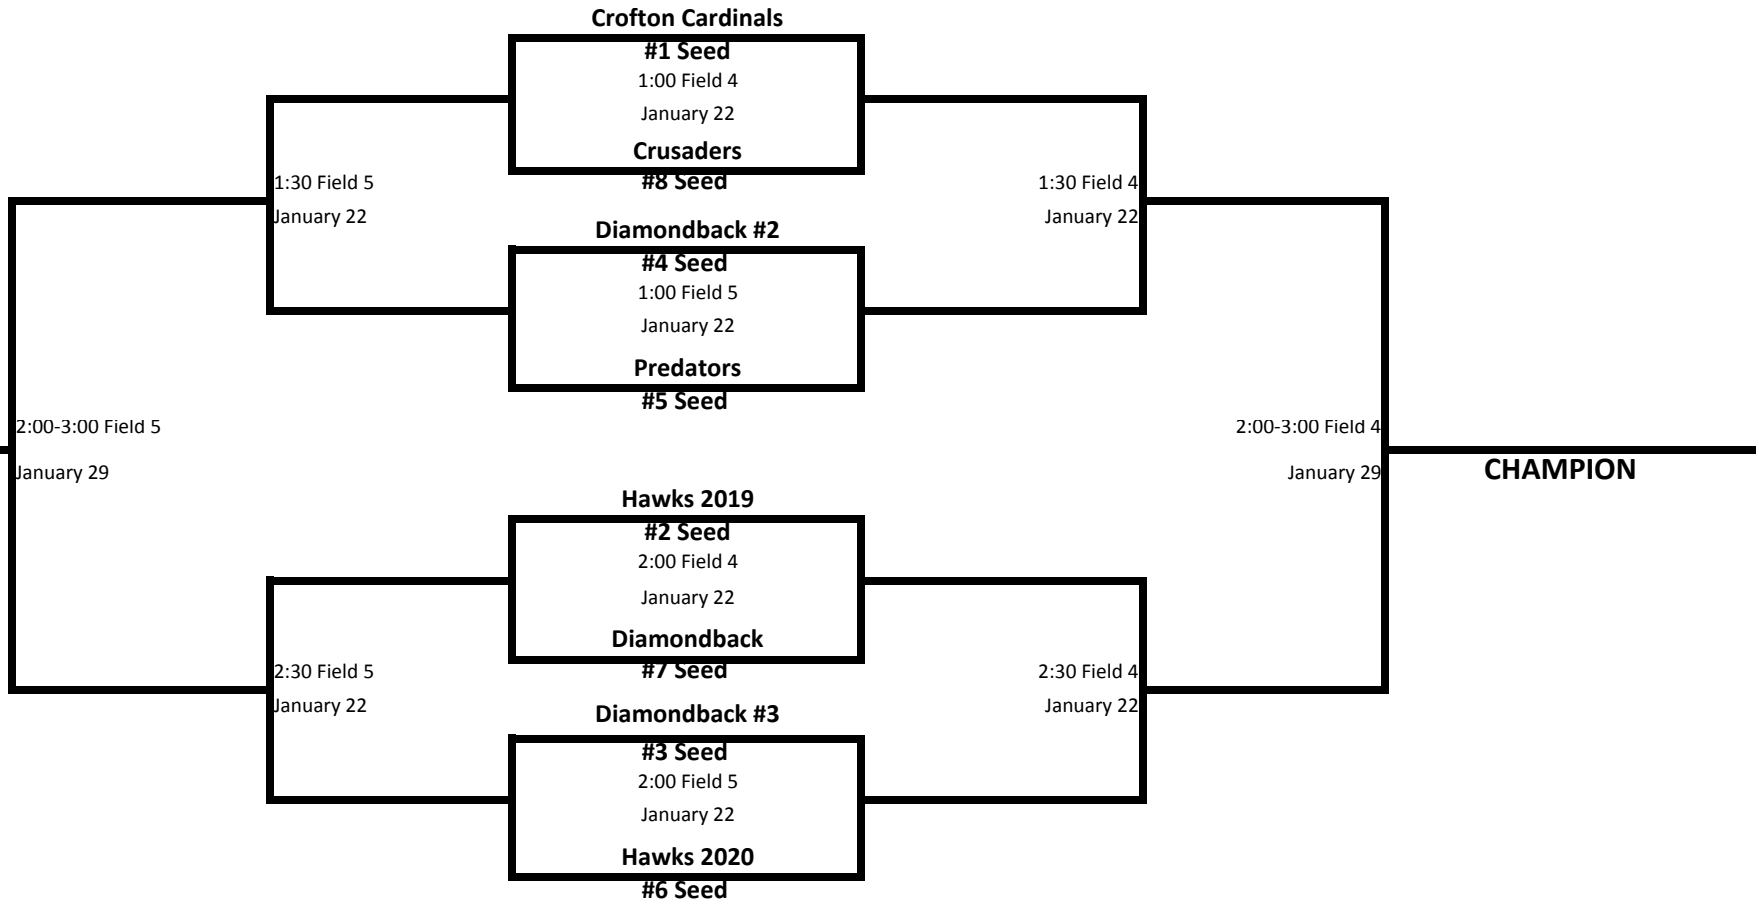 Crofton Cardinals
#1 Seed
1:00 Field 4
January 22
Crusaders
#8 Seed
1:30 Field 5
January 22
1:30 Field 4
January 22
Diamondback #2
#4 Seed
1:00 Field 5
January 22
Predators
#5 Seed
2:00-3:00 Field 5
January 29
2:00-3:00 Field 4
January 29
CHAMPION
Hawks 2019
#2 Seed
2:00 Field 4
January 22
Diamondback
#7 Seed
2:30 Field 5
January 22
2:30 Field 4
January 22
Diamondback #3
#3 Seed
2:00 Field 5
January 22
Hawks 2020
#6 Seed